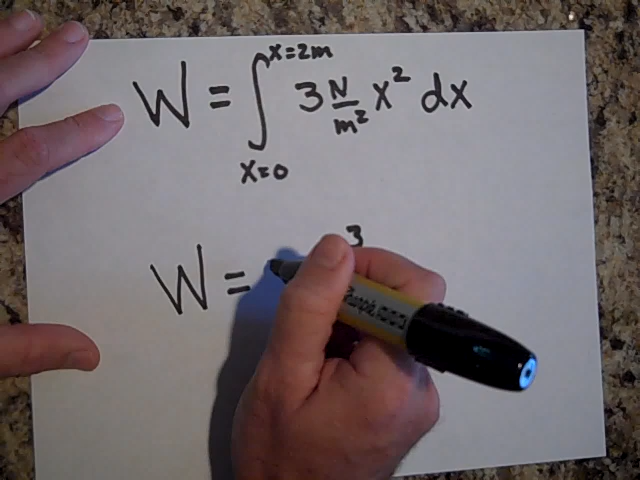 x=2m
W = ∫ 3 N/m² x² dx
x=0
W = 3